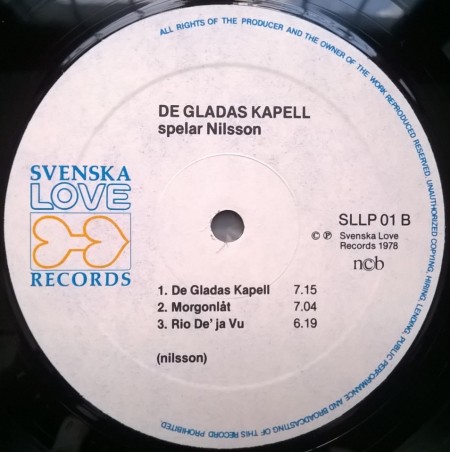 ALL RIGHTS OF THE PRODUCER AND THE OWNER OF THE WORK REPRODUCED RESERVED. UNAUTHORIZED COPYING, HIRING, LENDING, PUBLIC PERFORMANCE AND BROADCASTING OF THIS RECORD PROHIBITED.
DE GLADAS KAPELL
spelar Nilsson
SVENSKA
LOVE
RECORDS
SLLP 01 B
© ℗ Svenska Love
Records 1978
ncb
1. De Gladas Kapell 7.15
2. Morgonlåt 7.04
3. Rio De' ja Vu 6.19
(nilsson)